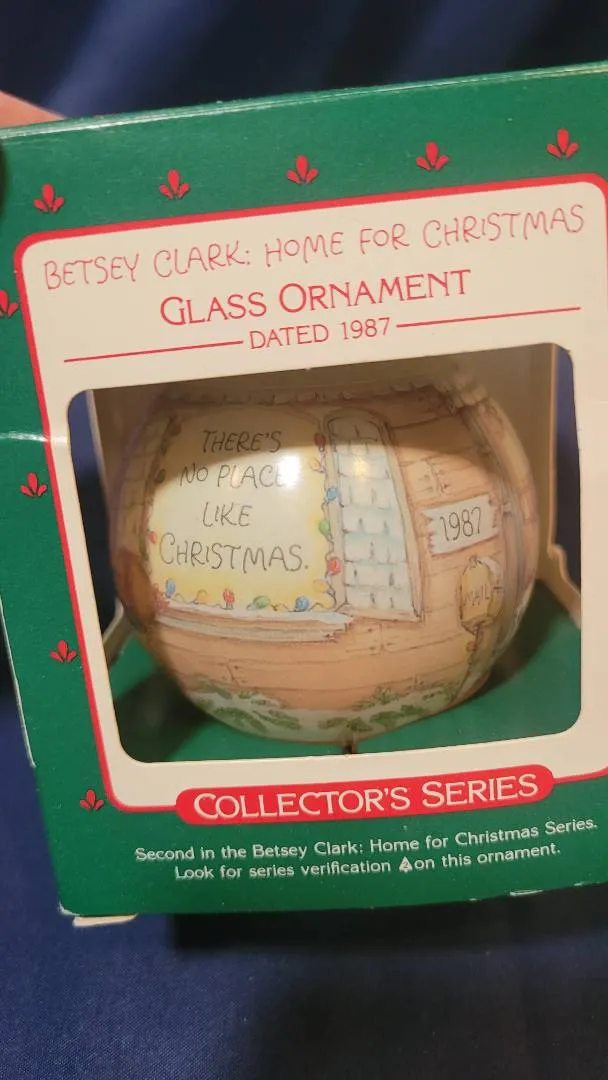 BETSEY CLARK: HOME FOR CHRISTMAS
GLASS ORNAMENT
DATED 1987
THERE'S
NO PLACE
LIKE
CHRISTMAS.
1987
MAIL
COLLECTOR'S SERIES
Second in the Betsey Clark: Home for Christmas Series.
Look for series verification on this ornament.